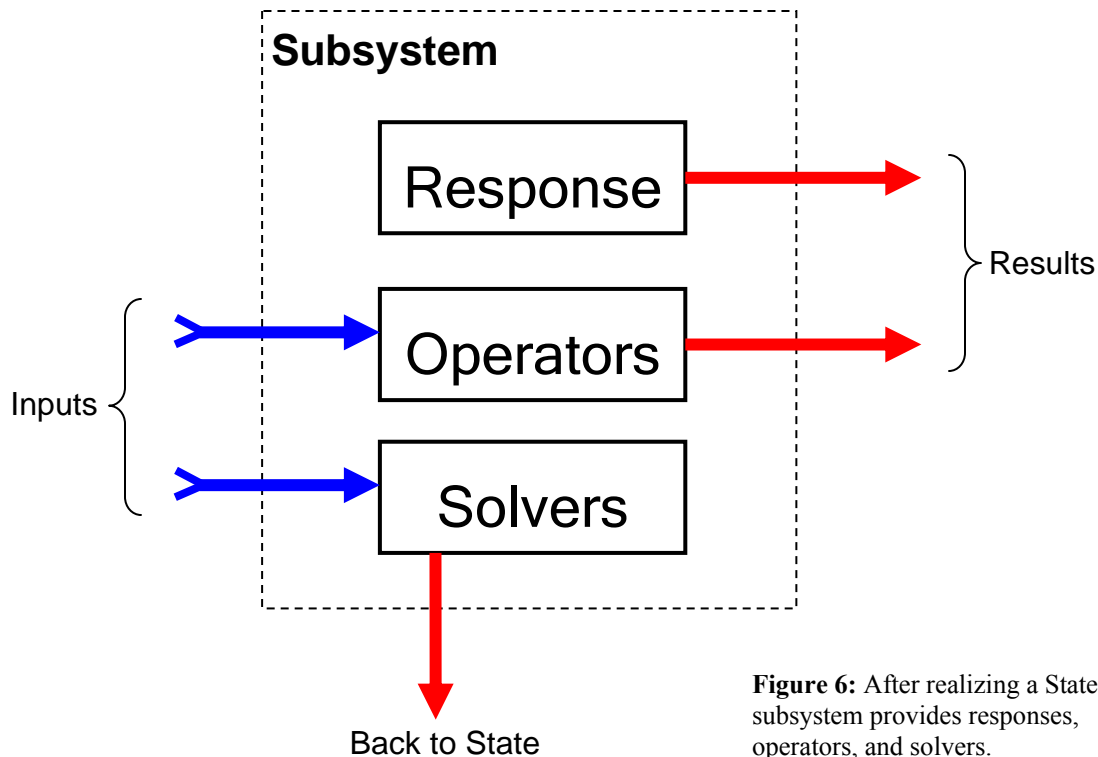 Subsystem
Response
Results
Operators
Inputs
Solvers
Back to State
Figure 6: After realizing a State
subsystem provides responses,
operators, and solvers.